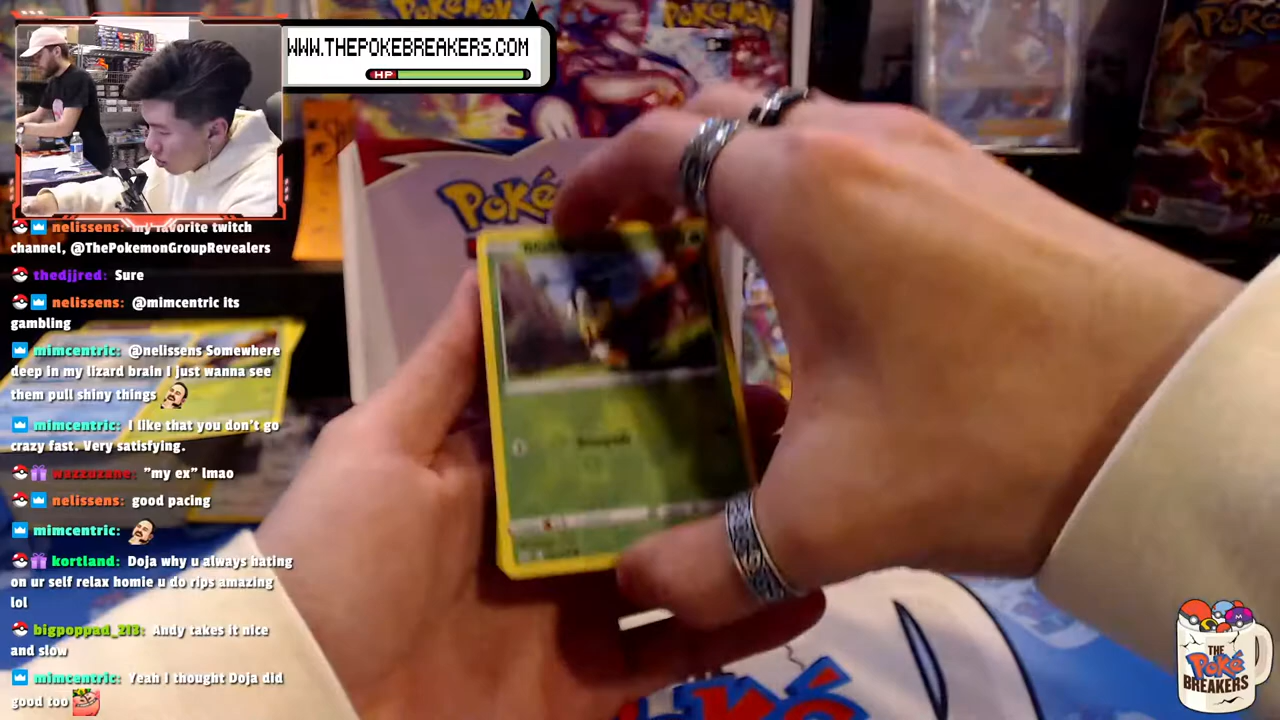 WWW.THEPOKEBREAKERS.COM
HP
Pokémon
Pokémon
Poké
nelissens: my favorite twitch
channel, @ThePokemonGroupRevealers
thedjjred: Sure
nelissens: @mimcentric its
gambling
mimcentric: @nelissens Somewhere
deep in my lizard brain I just wanna see
them pull shiny things
mimcentric: I like that you don't go
crazy fast. Very satisfying.
wazzuzane: "my ex" lmao
nelissens: good pacing
mimcentric:
kortland: Doja why u always hating
on ur self relax homie u do rips amazing
lol
bigpoppad_213: Andy takes it nice
and slow
mimcentric: Yeah I thought Doja did
good too
THE
Poké
BREAKERS